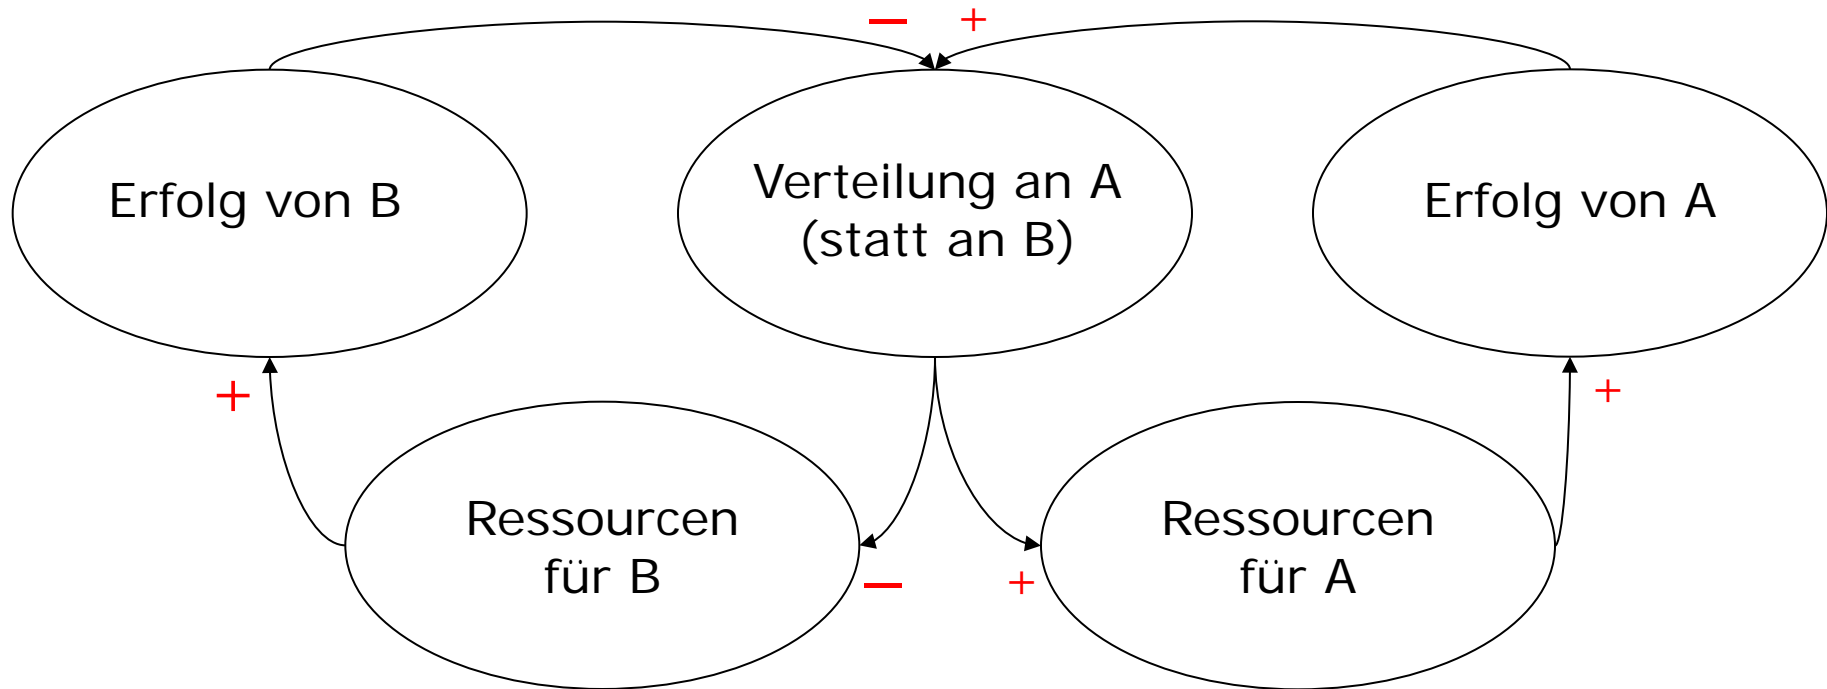 − +
Erfolg von B
Verteilung an A
(statt an B)
Erfolg von A
+
+
Ressourcen
für B
Ressourcen
für A
− +